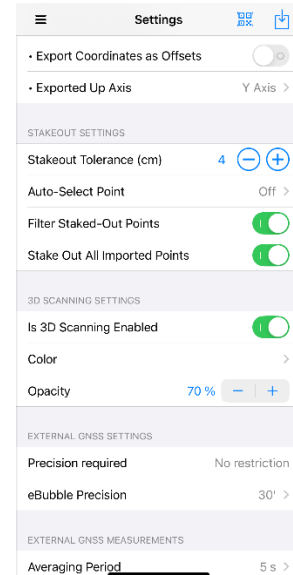 Settings
• Export Coordinates as Offsets
• Exported Up Axis Y Axis
STAKEOUT SETTINGS
Stakeout Tolerance (cm) 4
Auto-Select Point Off
Filter Staked-Out Points
Stake Out All Imported Points
3D SCANNING SETTINGS
Is 3D Scanning Enabled
Color
Opacity 70 % − +
EXTERNAL GNSS SETTINGS
Precision required No restriction
eBubble Precision 30'
EXTERNAL GNSS MEASUREMENTS
Averaging Period 5 s